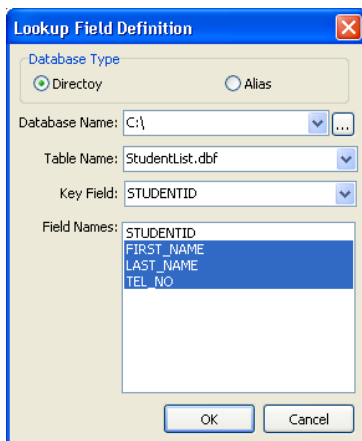 Lookup Field Definition
Database Type
Directoy
Alias
Database Name: C:\ ...
Table Name: StudentList.dbf
Key Field: STUDENTID
Field Names: STUDENTID
FIRST_NAME
LAST_NAME
TEL_NO
OK Cancel